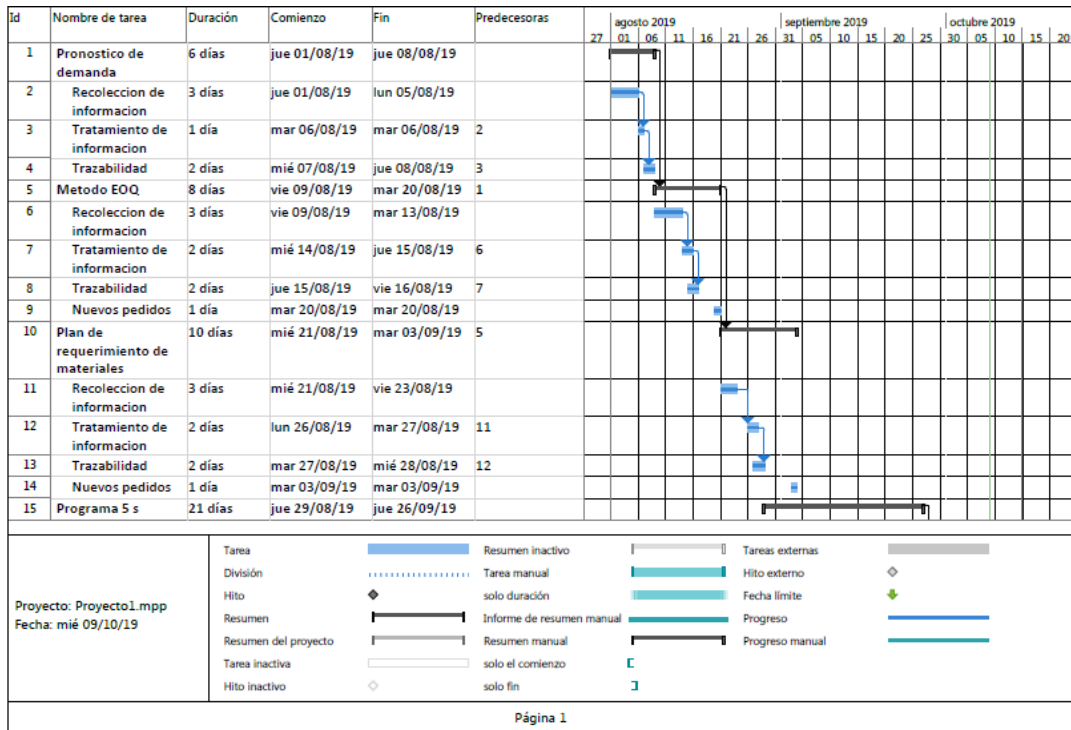 Id Nombre de tarea Duración Comienzo Fin Predecesoras
agosto 2019 septiembre 2019 octubre 2019
27 01 06 11 16 21 26 31 05 10 15 20 25 30 05 10 15 20
1 Pronostico de 6 días jue 01/08/19 jue 08/08/19
demanda
2 Recoleccion de 3 días jue 01/08/19 lun 05/08/19
informacion
3 Tratamiento de 1 día mar 06/08/19 mar 06/08/19 2
informacion
4 Trazabilidad 2 días mié 07/08/19 jue 08/08/19 3
5 Metodo EOQ 8 días vie 09/08/19 mar 20/08/19 1
6 Recoleccion de 3 días vie 09/08/19 mar 13/08/19
informacion
7 Tratamiento de 2 días mié 14/08/19 jue 15/08/19 6
informacion
8 Trazabilidad 2 días jue 15/08/19 vie 16/08/19 7
9 Nuevos pedidos 1 día mar 20/08/19 mar 20/08/19
10 Plan de 10 días mié 21/08/19 mar 03/09/19 5
requerimiento de
materiales
11 Recoleccion de 3 días mié 21/08/19 vie 23/08/19
informacion
12 Tratamiento de 2 días lun 26/08/19 mar 27/08/19 11
informacion
13 Trazabilidad 2 días mar 27/08/19 mié 28/08/19 12
14 Nuevos pedidos 1 día mar 03/09/19 mar 03/09/19
15 Programa 5 s 21 días jue 29/08/19 jue 26/09/19
Proyecto: Proyecto1.mpp
Fecha: mié 09/10/19
Tarea Resumen inactivo Tareas externas
División Tarea manual Hito externo
Hito solo duración Fecha límite
Resumen Informe de resumen manual Progreso
Resumen del proyecto Resumen manual Progreso manual
Tarea inactiva solo el comienzo
Hito inactivo solo fin
Página 1